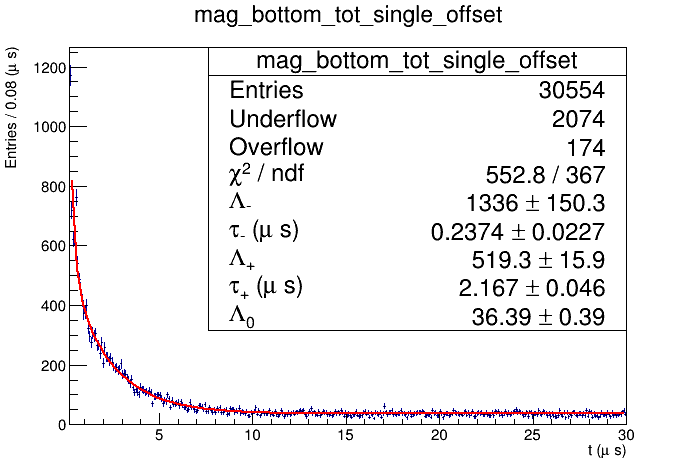 mag_bottom_tot_single_offset
mag_bottom_tot_single_offset
Entries 30554
Underflow 2074
Overflow 174
χ² / ndf 552.8 / 367
Λ₋ 1336 ± 150.3
τ₋ (μ s) 0.2374 ± 0.0227
Λ₊ 519.3 ± 15.9
τ₊ (μ s) 2.167 ± 0.046
Λ₀ 36.39 ± 0.39
Entries / 0.08 (μ s)
1200
1000
800
600
400
200
0
0 5 10 15 20 25 30
t (μ s)